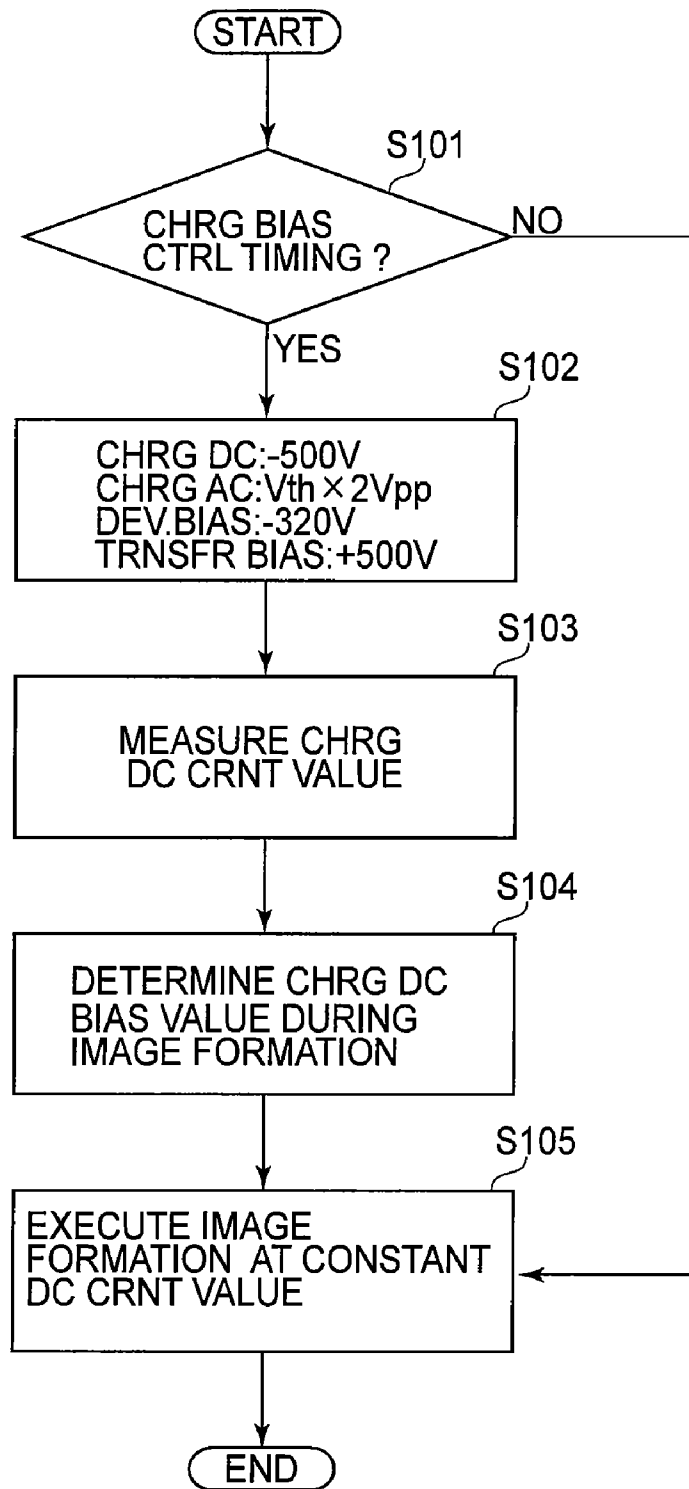 START
S101
CHRG BIAS
CTRL TIMING ?
NO
YES
S102
CHRG DC:-500V
CHRG AC:Vth×2Vpp
DEV.BIAS:-320V
TRNSFR BIAS:+500V
S103
MEASURE CHRG
DC CRNT VALUE
S104
DETERMINE CHRG DC
BIAS VALUE DURING
IMAGE FORMATION
S105
EXECUTE IMAGE
FORMATION AT CONSTANT
DC CRNT VALUE
END